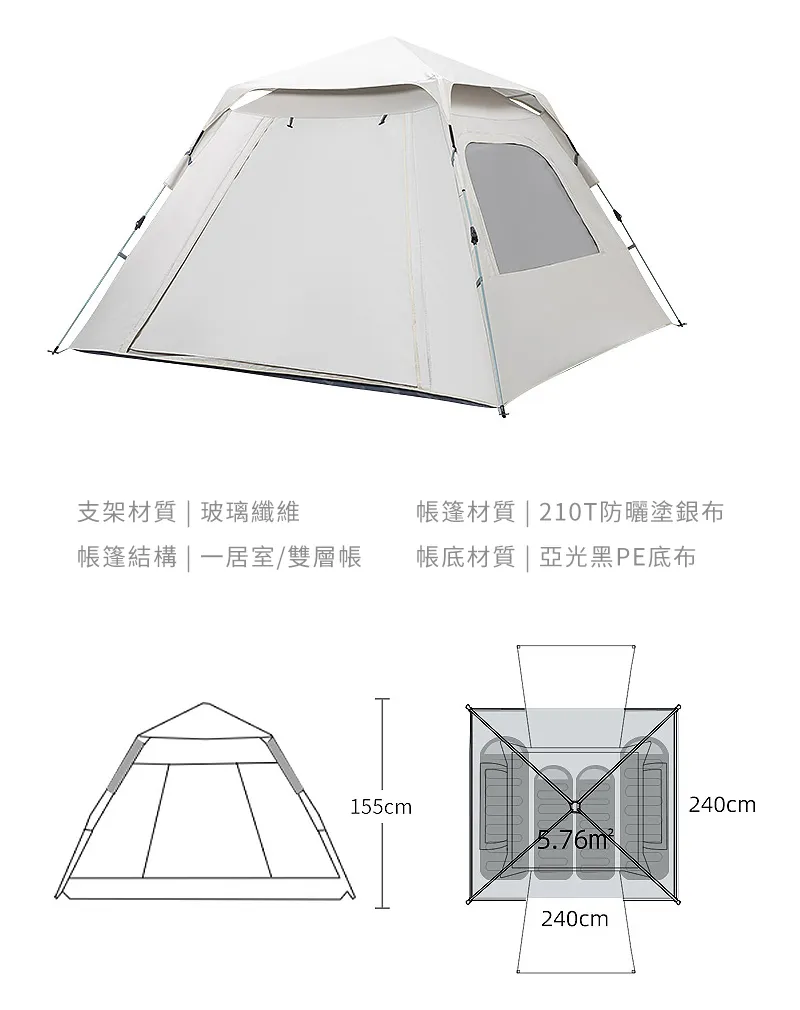 支架材質 | 玻璃纖維
帳篷材質 | 210T防曬塗銀布
帳篷結構 | 一居室/雙層帳
帳底材質 | 亞光黑PE底布
155cm
240cm
5.76m²
240cm